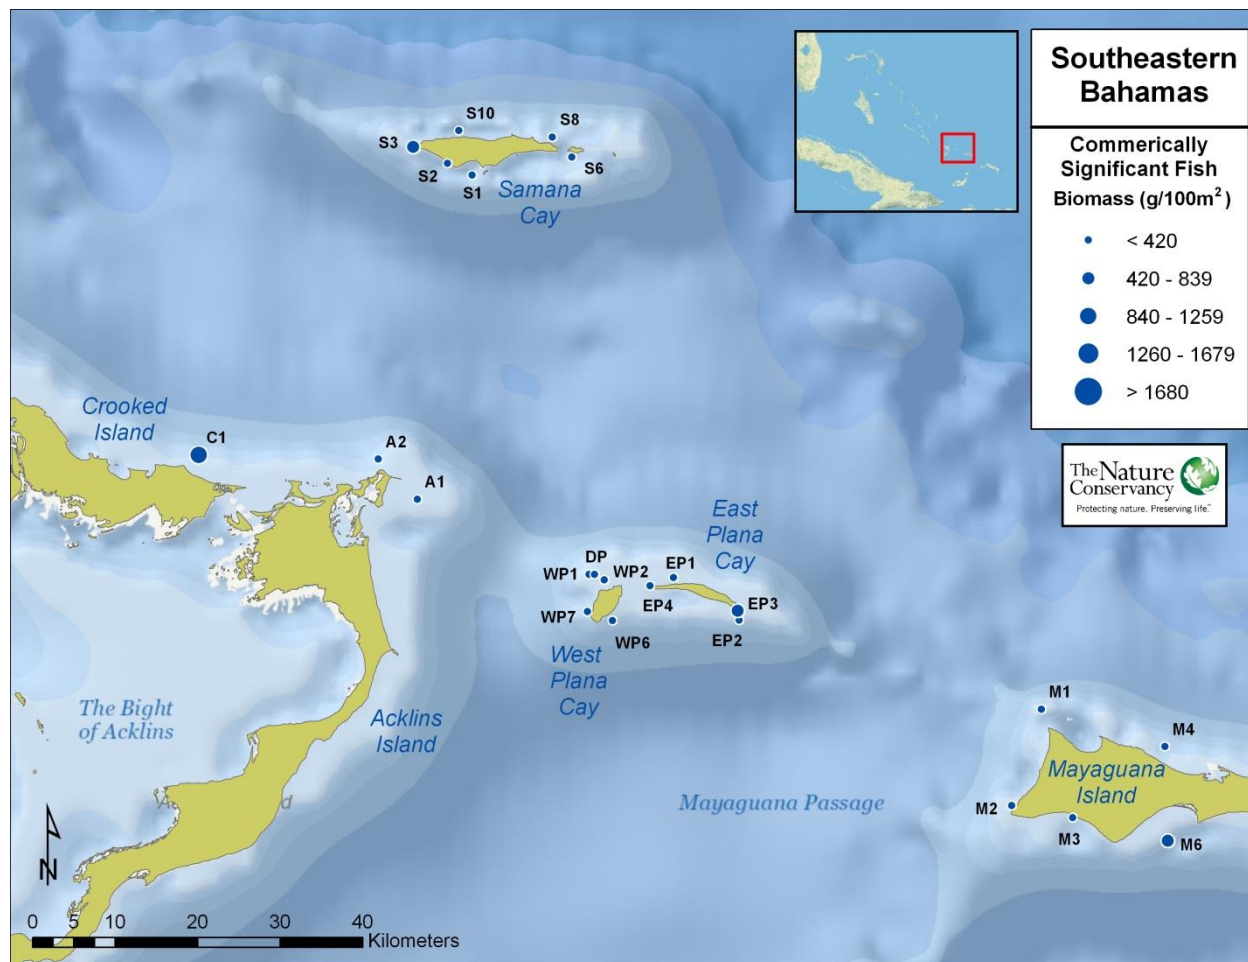 Southeastern
Bahamas
Commerically
Significant Fish
Biomass (g/100m²)
< 420
420 - 839
840 - 1259
1260 - 1679
> 1680
The Nature
Conservancy
Protecting nature. Preserving life.™
S10
S8
S3
S2
S6
S1
Samana
Cay
Crooked
Island
C1
A2
A1
East
Plana
Cay
DP
EP1
WP1
WP2
EP4
EP3
WP7
WP6
EP2
West
Plana
Cay
M1
The Bight
of Acklins
Acklins
Island
M4
Mayaguana
Island
Mayaguana Passage
M2
M3
M6
N
0 5 10 20 30 40
Kilometers